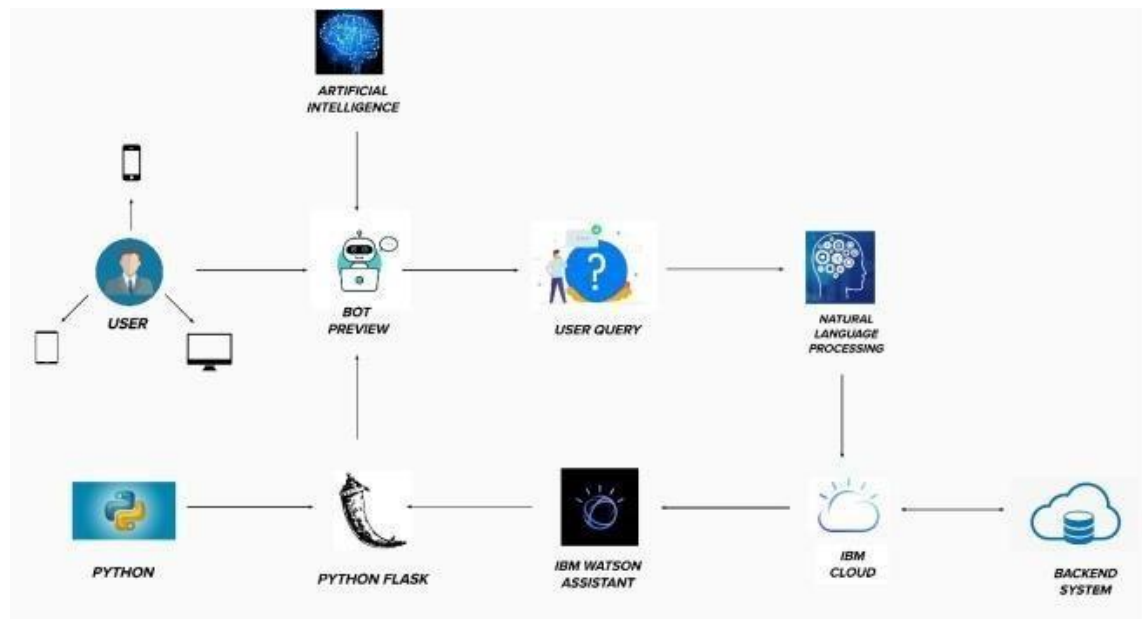 ARTIFICIAL
INTELLIGENCE
USER
BOT
PREVIEW
USER QUERY
NATURAL
LANGUAGE
PROCESSING
PYTHON
PYTHON FLASK
IBM WATSON
ASSISTANT
IBM
CLOUD
BACKEND
SYSTEM